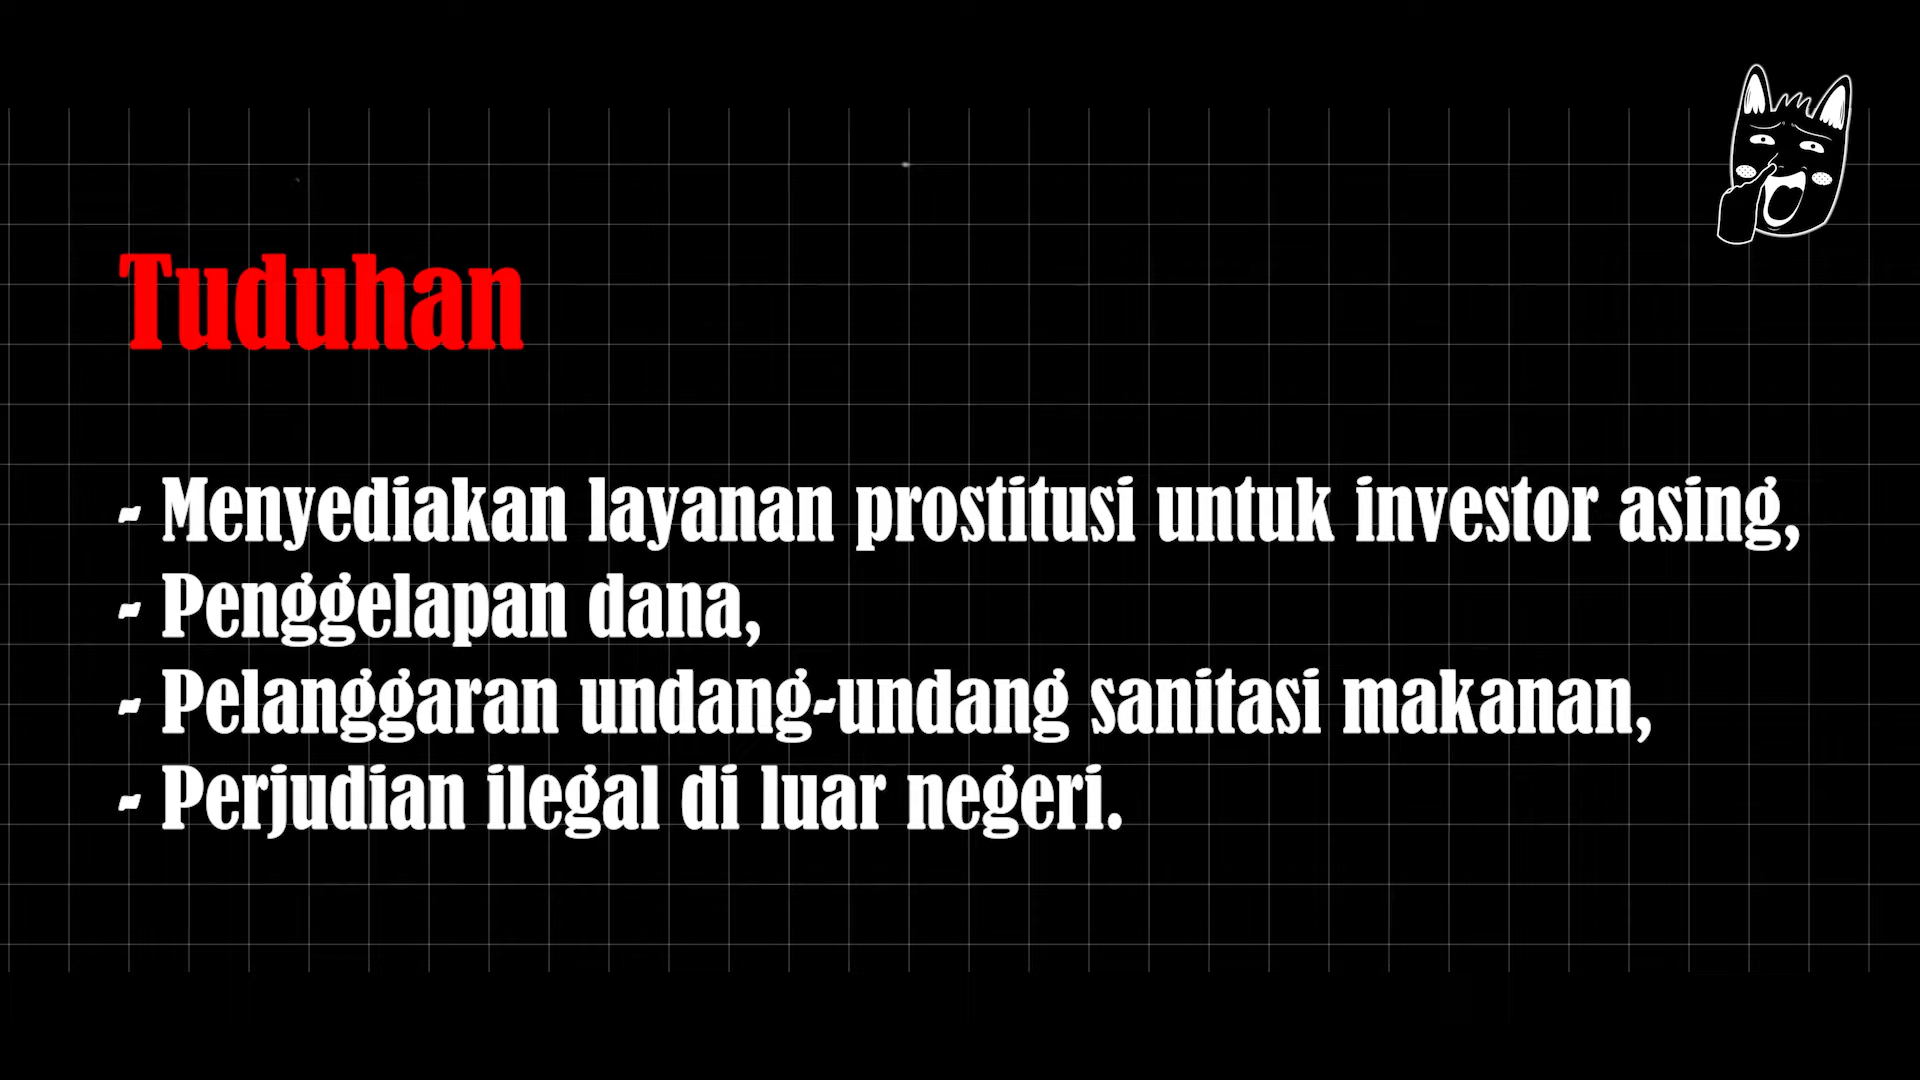 Tuduhan
- Menyediakan layanan prostitusi untuk investor asing,
- Penggelapan dana,
- Pelanggaran undang-undang sanitasi makanan,
- Perjudian ilegal di luar negeri.